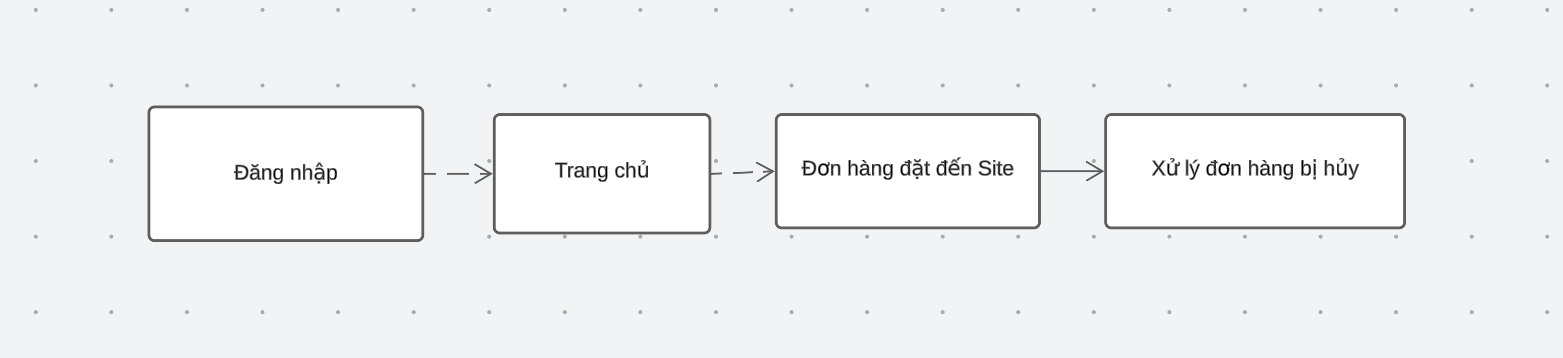 Đăng nhập
Trang chủ
Đơn hàng đặt đến Site
Xử lý đơn hàng bị hủy